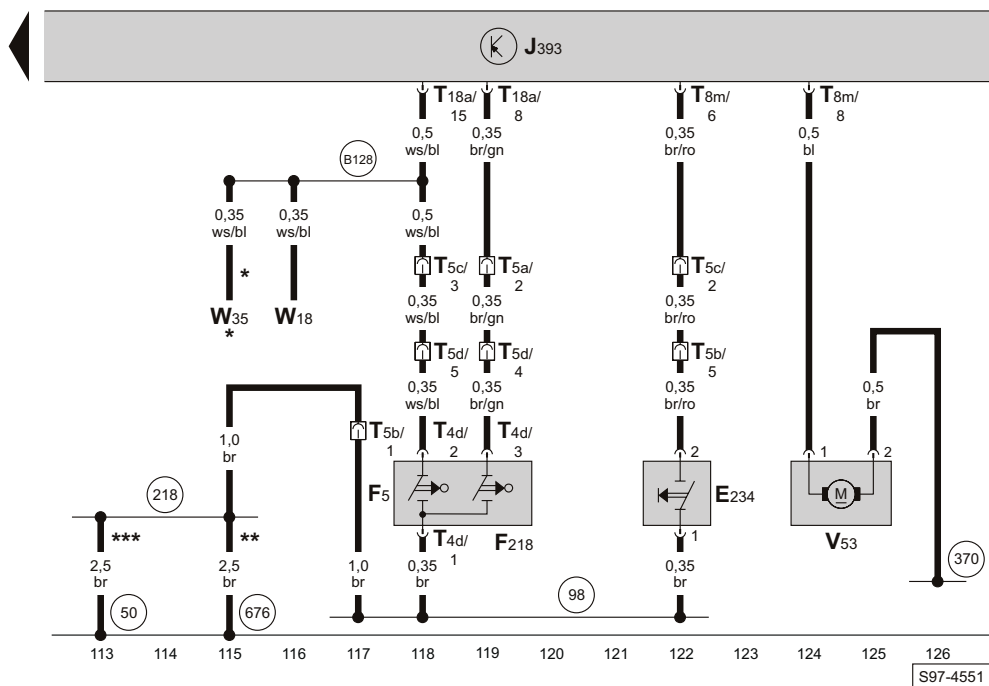 J393
T18a/ T18a/ T8m/ T8m/
15 8 6 8
0,5 0,35 0,35 0,5
ws/bl br/gn br/ro bl
B128
0,35 0,35 0,5
ws/bl ws/bl ws/bl
* T5c/ T5a/ T5c/
3 2 2
W35 W18 0,35 0,35 0,35
* ws/bl br/gn br/ro
T5d/ T5d/ T5b/
5 4 5
0,35 0,35 0,35 0,5
ws/bl br/gn br/ro br
T5b/ T4d/ T4d/
1 2 3 2 1 2
1,0
br
F5 E234 M
218
*** ** T4d/ F218 1 V53
1
2,5 2,5 1,0 0,35 0,35 370
br br br br br
50 676 98
113 114 115 116 117 118 119 120 121 122 123 124 125 126
S97-4551